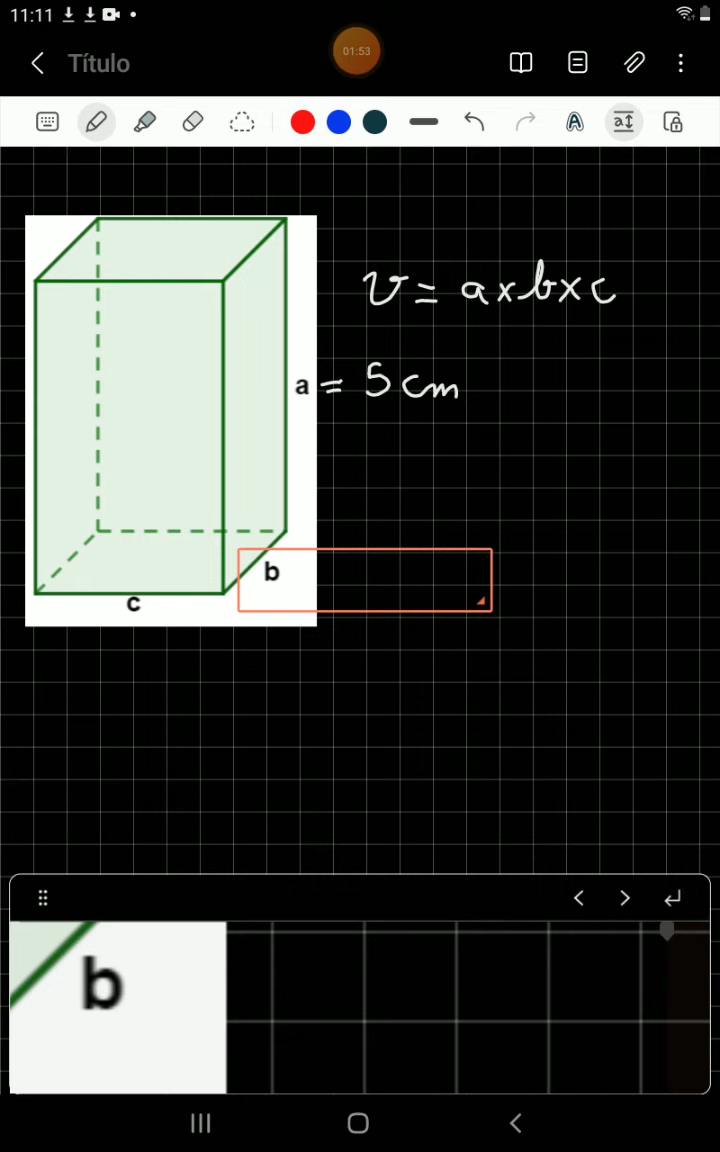 11:11
01:53
Título
A
a
v = a x b x c
a = 5 cm
b
c
b